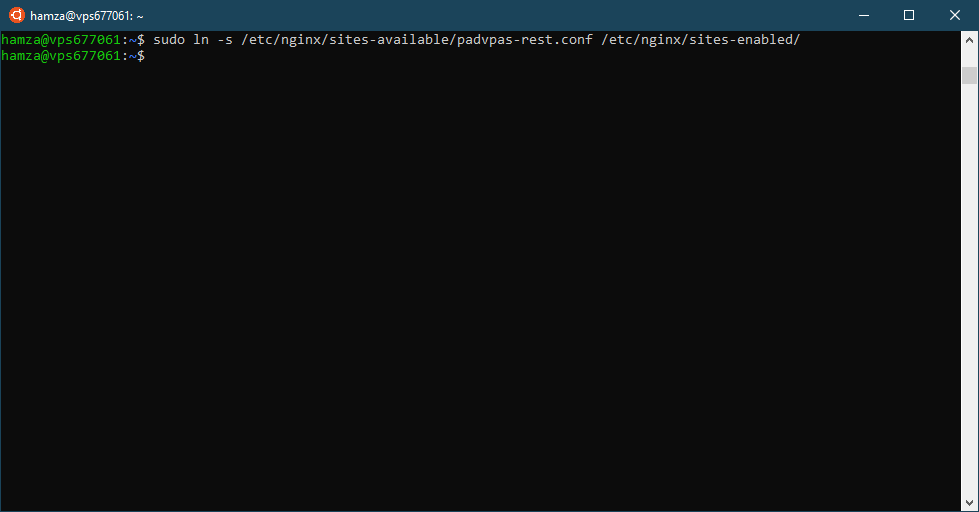 hamza@vps677061: ~
hamza@vps677061:~$ sudo ln -s /etc/nginx/sites-available/padvpas-rest.conf /etc/nginx/sites-enabled/
hamza@vps677061:~$